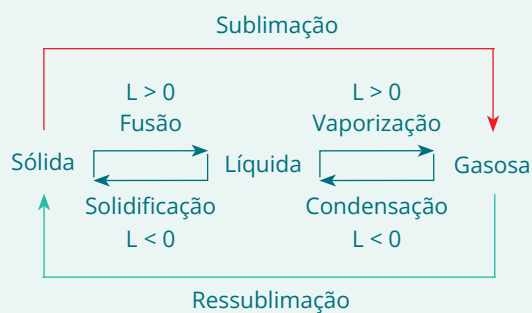 Sublimação
L > 0
L > 0
Fusão
Vaporização
Sólida
Líquida
Gasosa
Solidificação
Condensação
L < 0
L < 0
Ressublimação